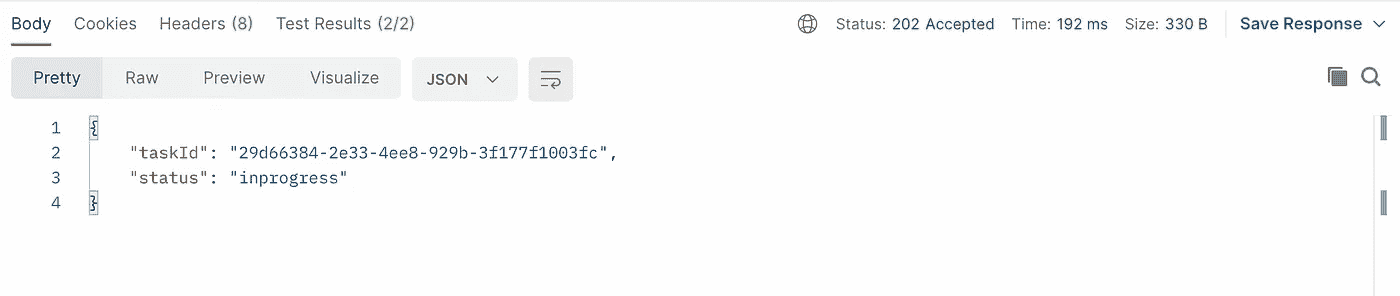 Body Cookies Headers (8) Test Results (2/2) Status: 202 Accepted Time: 192 ms Size: 330 B Save Response
Pretty Raw Preview Visualize JSON
1 {
2 "taskId": "29d66384-2e33-4ee8-929b-3f177f1003fc",
3 "status": "inprogress"
4 }